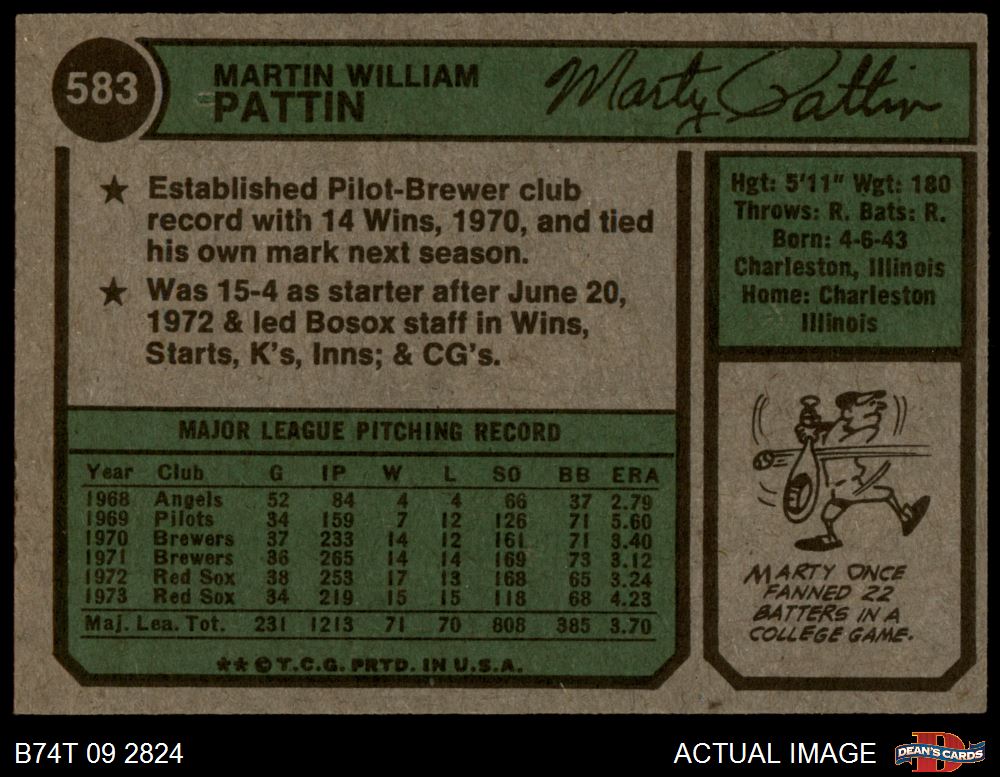 583
MARTIN WILLIAM
PATTIN
Marty Pattin
★ Established Pilot-Brewer club
record with 14 Wins, 1970, and tied
his own mark next season.
★ Was 15-4 as starter after June 20,
1972 & led Bosox staff in Wins,
Starts, K's, Inns; & CG's.
Hgt: 5'11" Wgt: 180
Throws: R. Bats: R.
Born: 4-6-43
Charleston, Illinois
Home: Charleston
Illinois
MAJOR LEAGUE PITCHING RECORD
Year Club G IP W L SO BB ERA
1968 Angels 52 84 4 4 66 37 2.79
1969 Pilots 34 159 7 12 126 71 5.60
1970 Brewers 37 233 14 12 161 71 3.40
1971 Brewers 36 265 14 14 169 73 3.12
1972 Red Sox 38 253 17 13 168 65 3.24
1973 Red Sox 34 219 15 15 118 68 4.23
Maj. Lea. Tot. 231 1213 71 70 808 385 3.70
★★© T.C.G. PRTD. IN U.S.A.
MARTY ONCE
FANNED 22
BATTERS IN A
COLLEGE GAME.
B74T 09 2824
ACTUAL IMAGE
D
DEAN'S CARDS